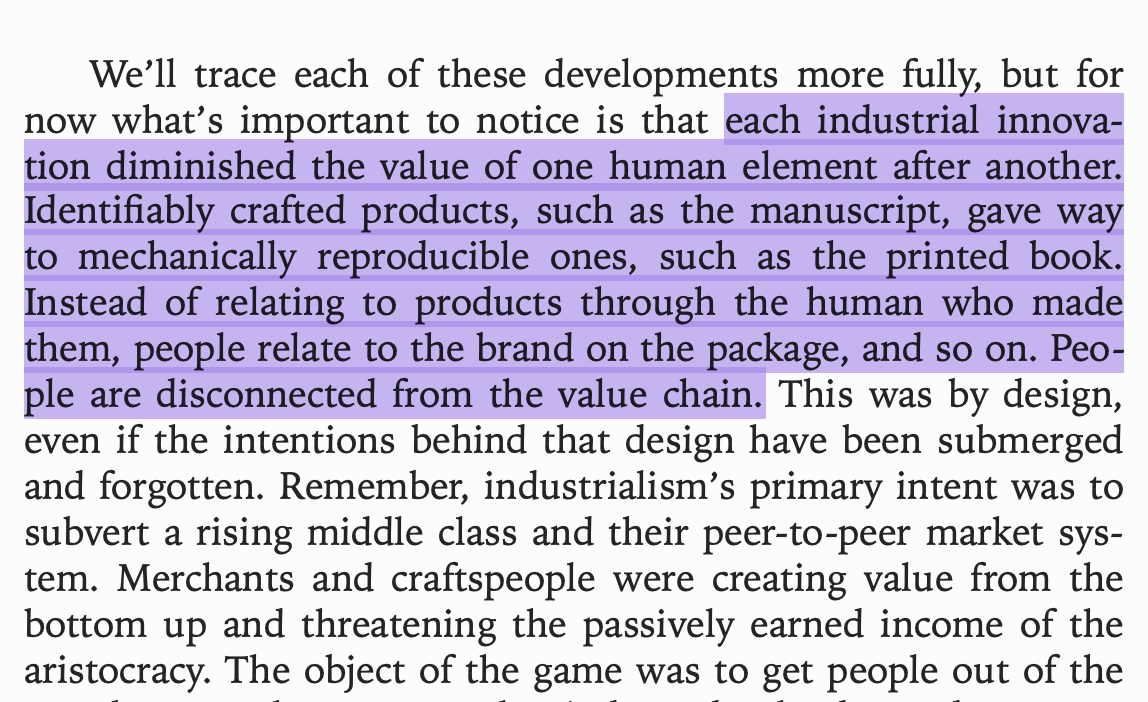 We’ll trace each of these developments more fully, but for
now what’s important to notice is that each industrial innova-
tion diminished the value of one human element after another.
Identifiably crafted products, such as the manuscript, gave way
to mechanically reproducible ones, such as the printed book.
Instead of relating to products through the human who made
them, people relate to the brand on the package, and so on. Peo-
ple are disconnected from the value chain. This was by design,
even if the intentions behind that design have been submerged
and forgotten. Remember, industrialism’s primary intent was to
subvert a rising middle class and their peer-to-peer market sys-
tem. Merchants and craftspeople were creating value from the
bottom up and threatening the passively earned income of the
aristocracy. The object of the game was to get people out of the